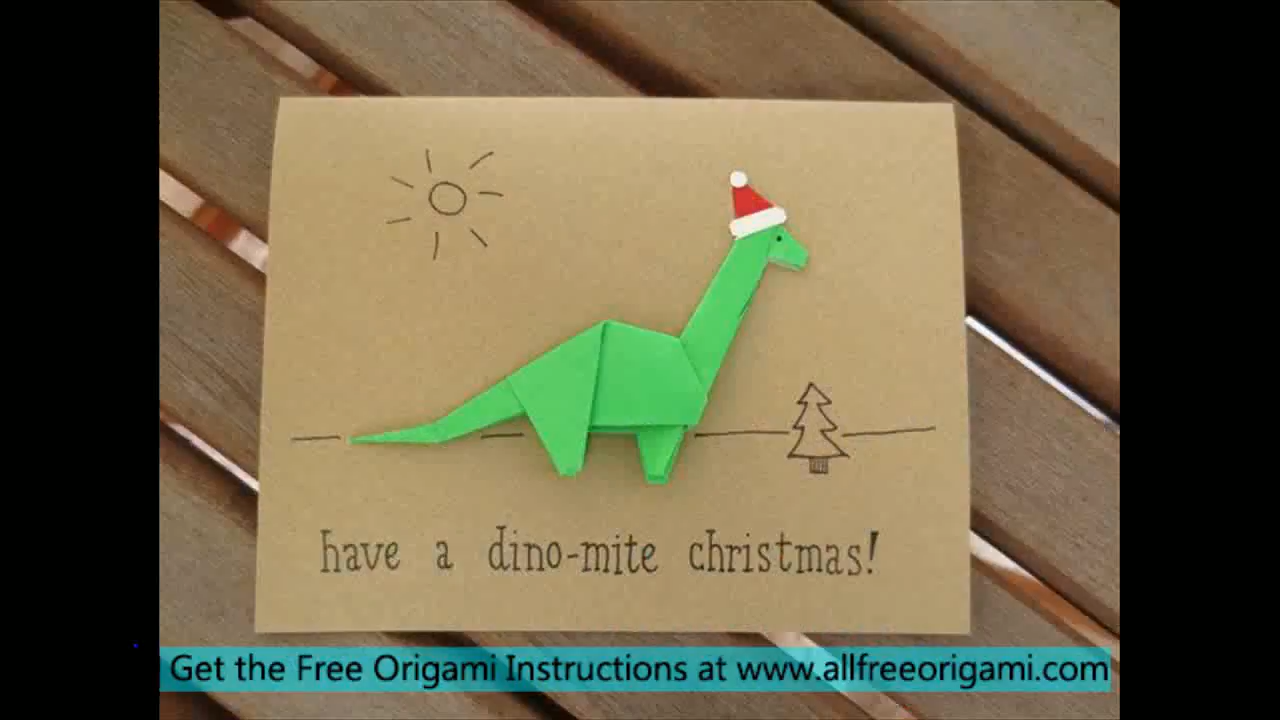 have a dino-mite christmas!
Get the Free Origami Instructions at www.allfreeorigami.com